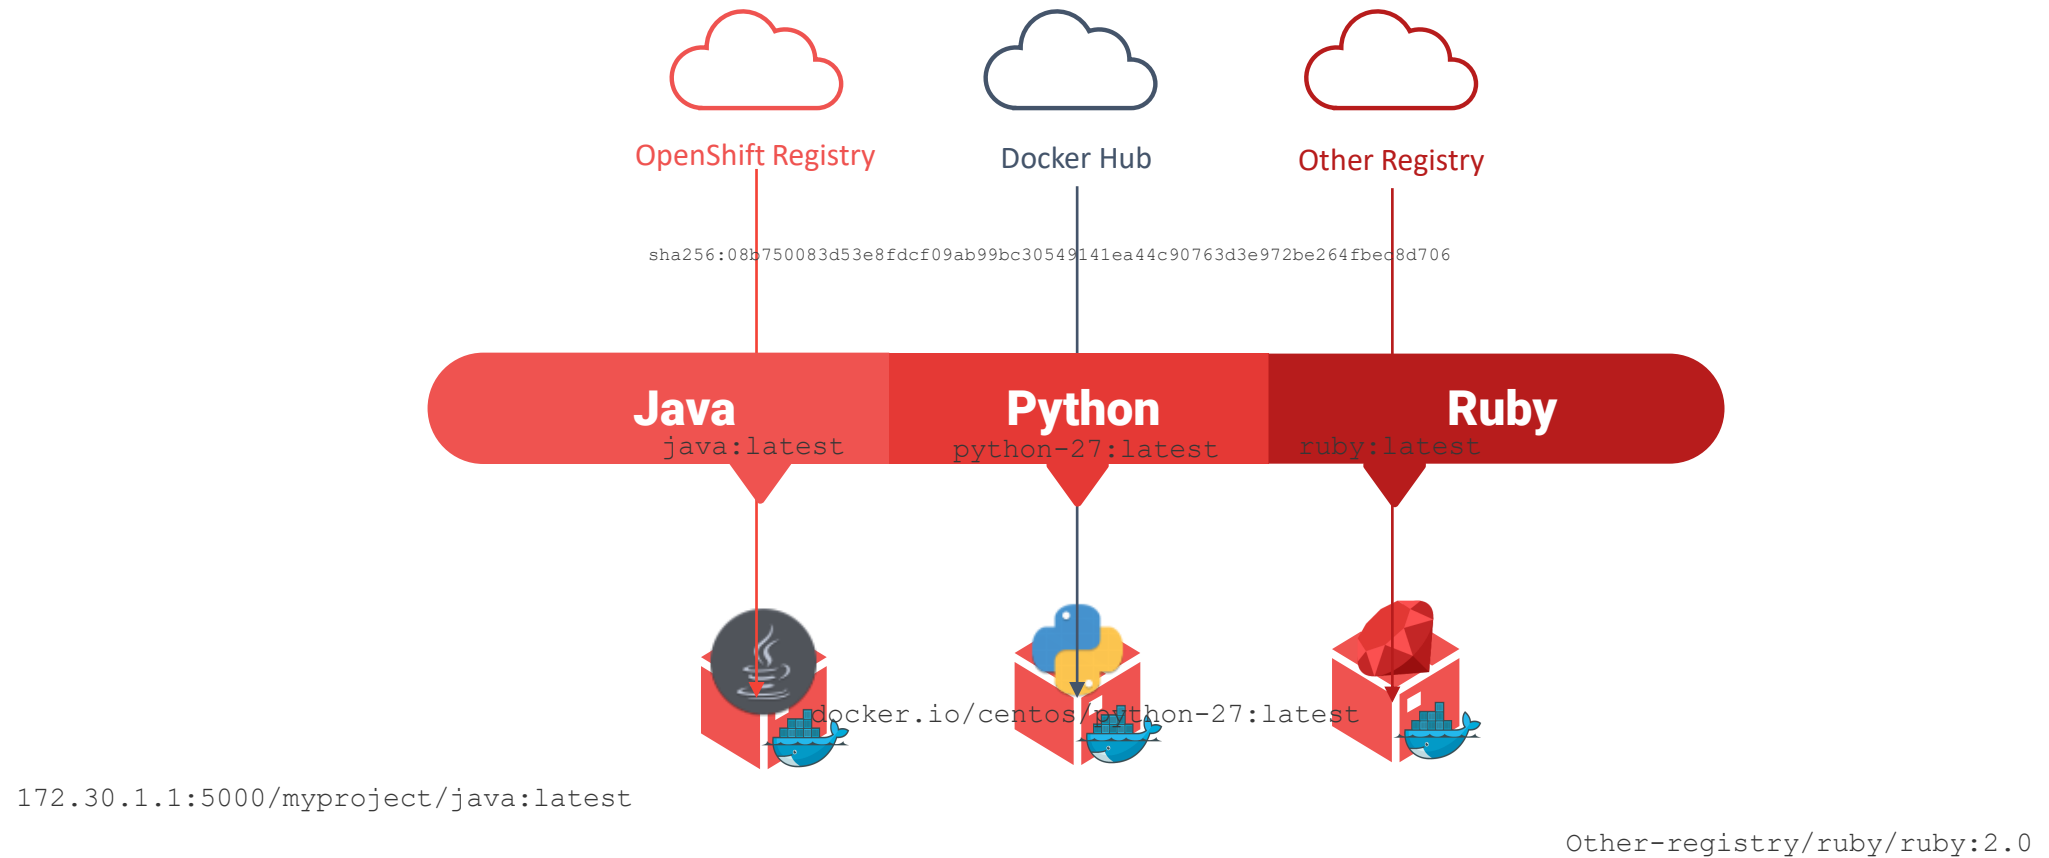 OpenShift Registry
Docker Hub
Other Registry
sha256:08b750083d53e8fdcf09ab99bc30549141ea44c90763d3e972be264fbec8d706
Java
Python
Ruby
java:latest
python-27:latest
ruby:latest
docker.io/centos/python-27:latest
172.30.1.1:5000/myproject/java:latest
Other-registry/ruby/ruby:2.0